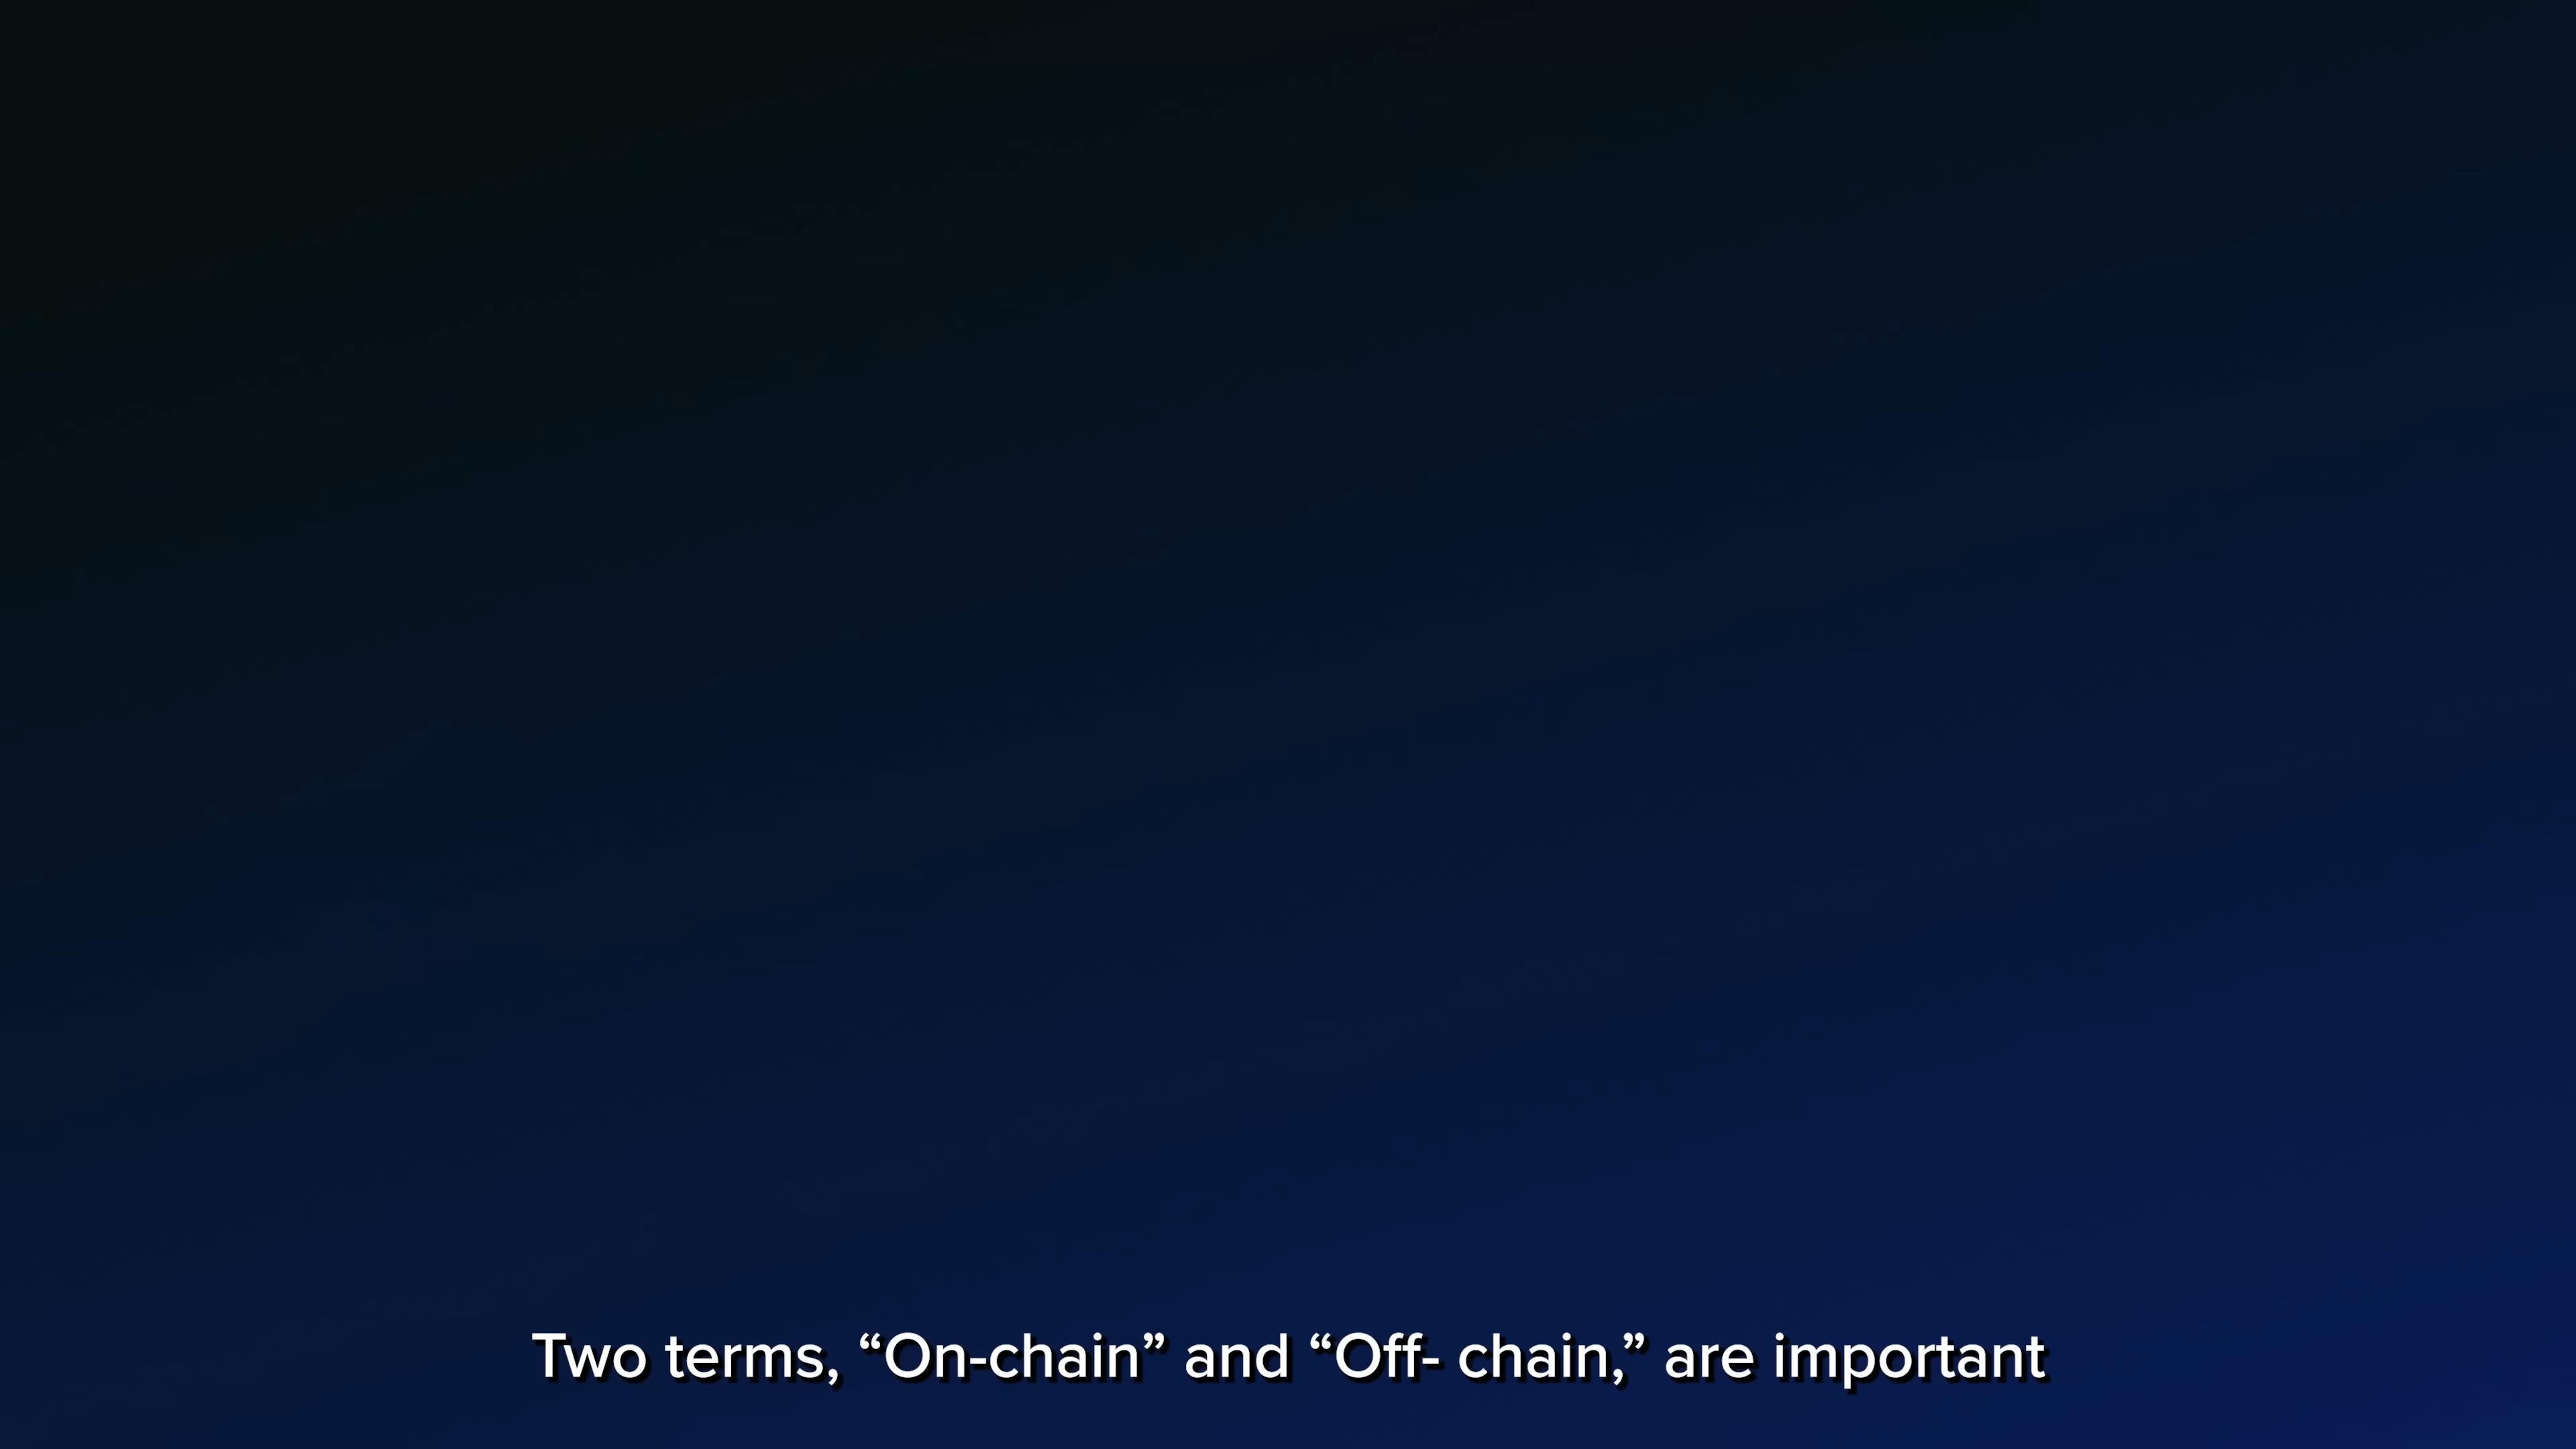 Two terms, “On-chain” and “Off- chain,” are important